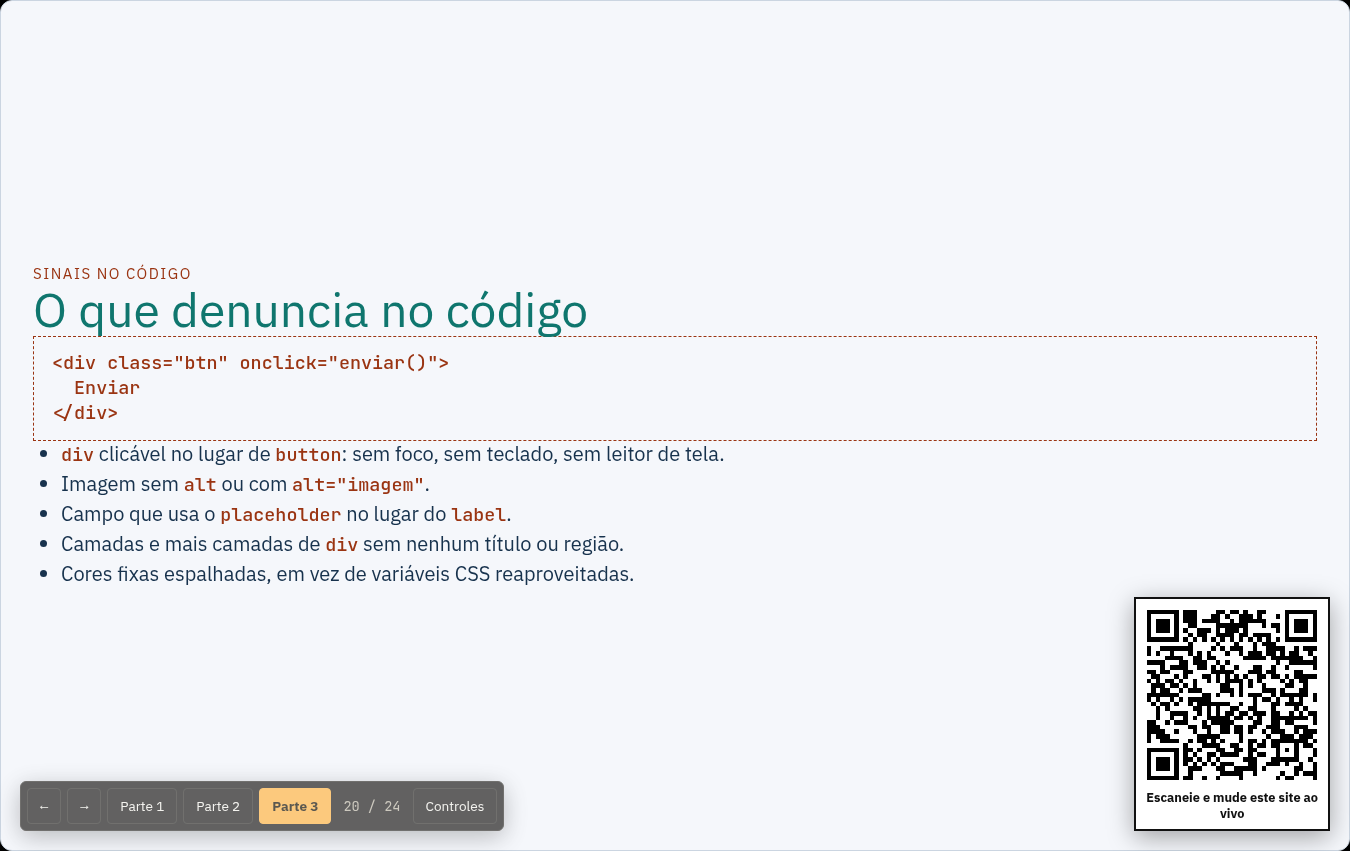 SINAIS NO CÓDIGO
O que denuncia no código
<div class="btn" onclick="enviar()">
  Enviar
</div>
div clicável no lugar de button: sem foco, sem teclado, sem leitor de tela.
Imagem sem alt ou com alt="imagem".
Campo que usa o placeholder no lugar do label.
Camadas e mais camadas de div sem nenhum título ou região.
Cores fixas espalhadas, em vez de variáveis CSS reaproveitadas.
Escaneie e mude este site ao
vivo
← → Parte 1 Parte 2 Parte 3 20 / 24 Controles